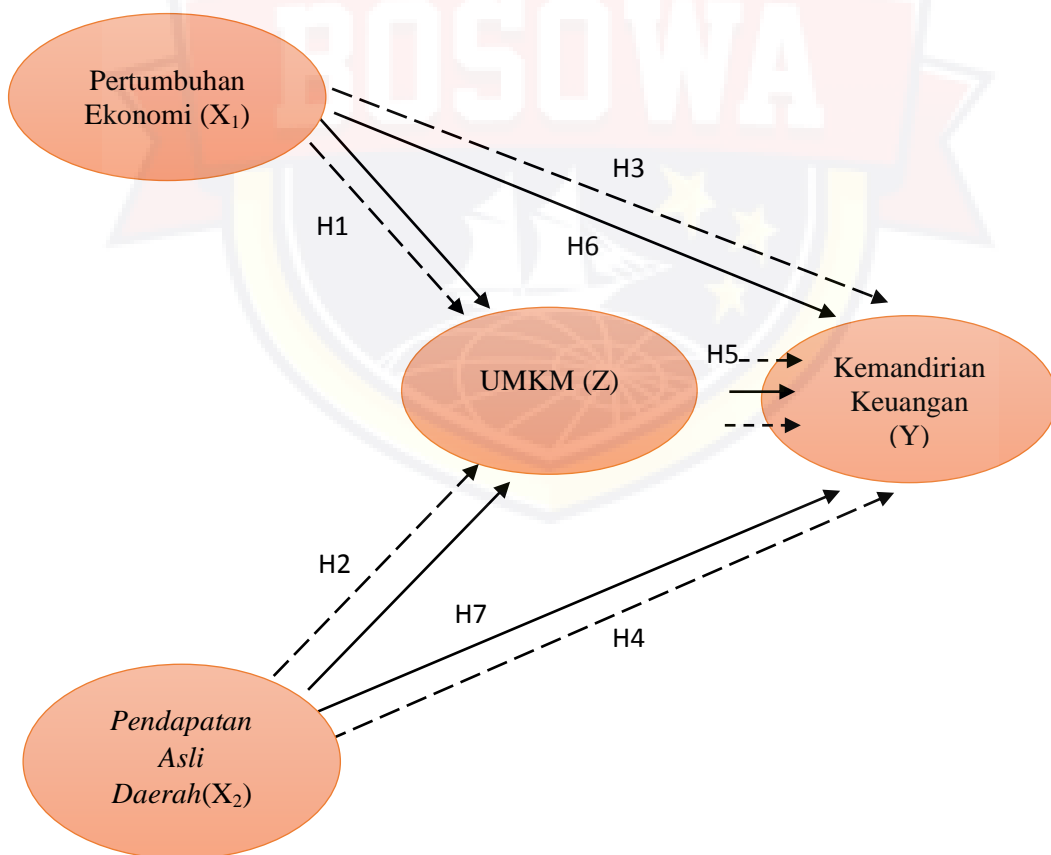 BOSOWA
Pertumbuhan
Ekonomi (X₁)
H3
H1
H6
UMKM (Z)
H5
Kemandirian
Keuangan
(Y)
H2
H7
H4
Pendapatan
Asli
Daerah(X₂)